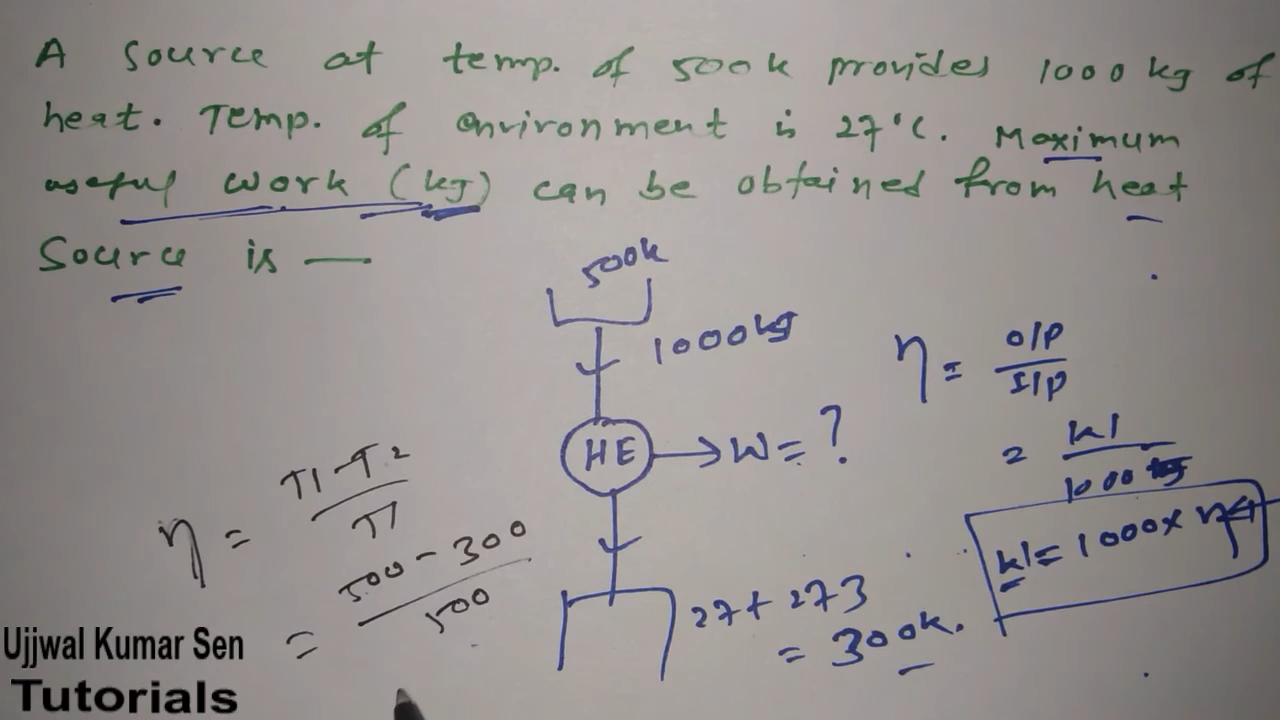 A source at temp. of 500k provides 1000 kg of
heat. Temp. of environment is 27°C. Maximum
useful work (kj) can be obtained from heat
source is —
500k
1000kg
HE → W = ?
27 + 273
= 300k.
η = T1-T2 / T1
= 500 - 300 / 500
η = O/P / I/P
= W / 1000 kj
W = 1000 x η
Ujjwal Kumar Sen
Tutorials